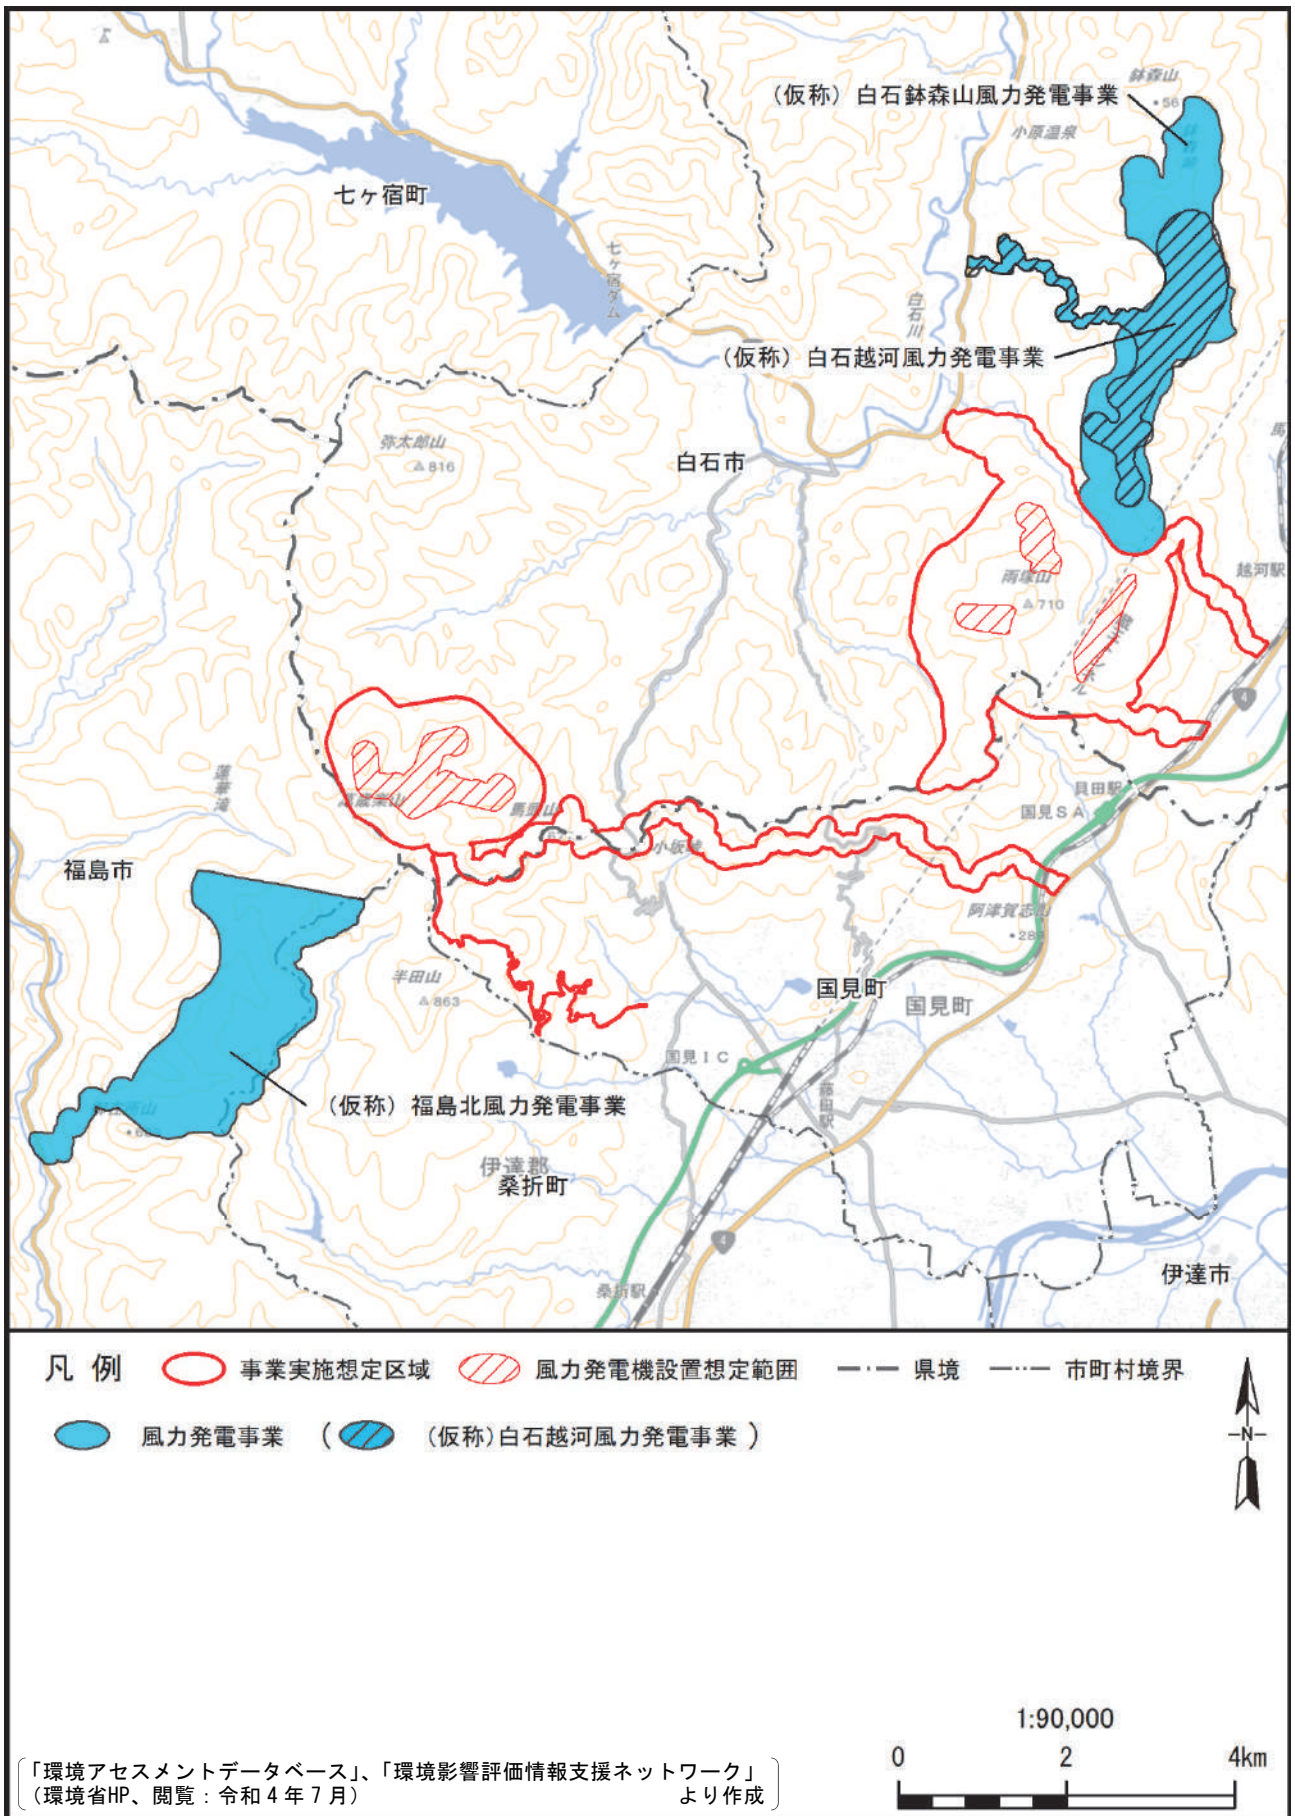 鉢森山
(仮称) 白石鉢森山風力発電事業
・56
小原温泉
七ヶ宿町
七ヶ宿ダム
白石川
(仮称) 白石越河風力発電事業
弥太郎山
△816
白石市
馬
越河駅
雨塚山
△710
4
蓮華滝
馬
小坂峠
貝田駅
国見SA
福島市
阿津賀志山
・289
半田山
△863
国見町
国見町
国見IC
藤田駅
(仮称) 福島北風力発電事業
伊達郡
桑折町
4
桑折駅
伊達市
凡 例 事業実施想定区域 風力発電機設置想定範囲 県境 市町村境界
風力発電事業 ( (仮称)白石越河風力発電事業 )
N
1:90,000
0 2 4km
「環境アセスメントデータベース」、「環境影響評価情報支援ネットワーク」
(環境省HP、閲覧:令和4年7月) より作成